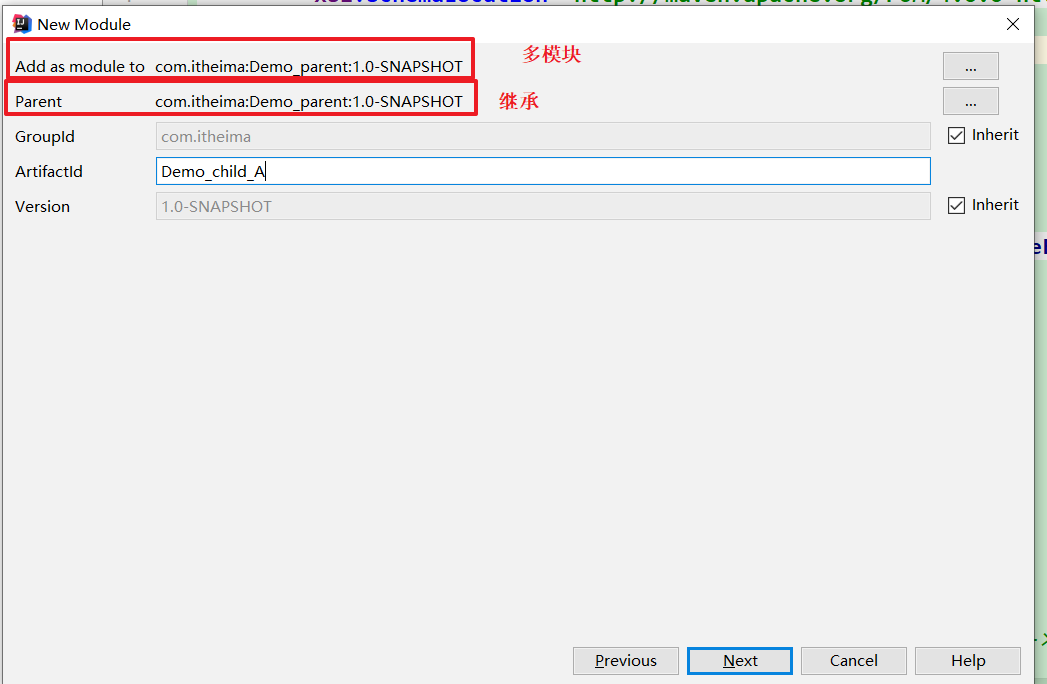 New Module
Add as module to com.itheima:Demo_parent:1.0-SNAPSHOT 多模块 ...
Parent com.itheima:Demo_parent:1.0-SNAPSHOT 继承 ...
GroupId com.itheima Inherit
ArtifactId Demo_child_A
Version 1.0-SNAPSHOT Inherit
Previous Next Cancel Help